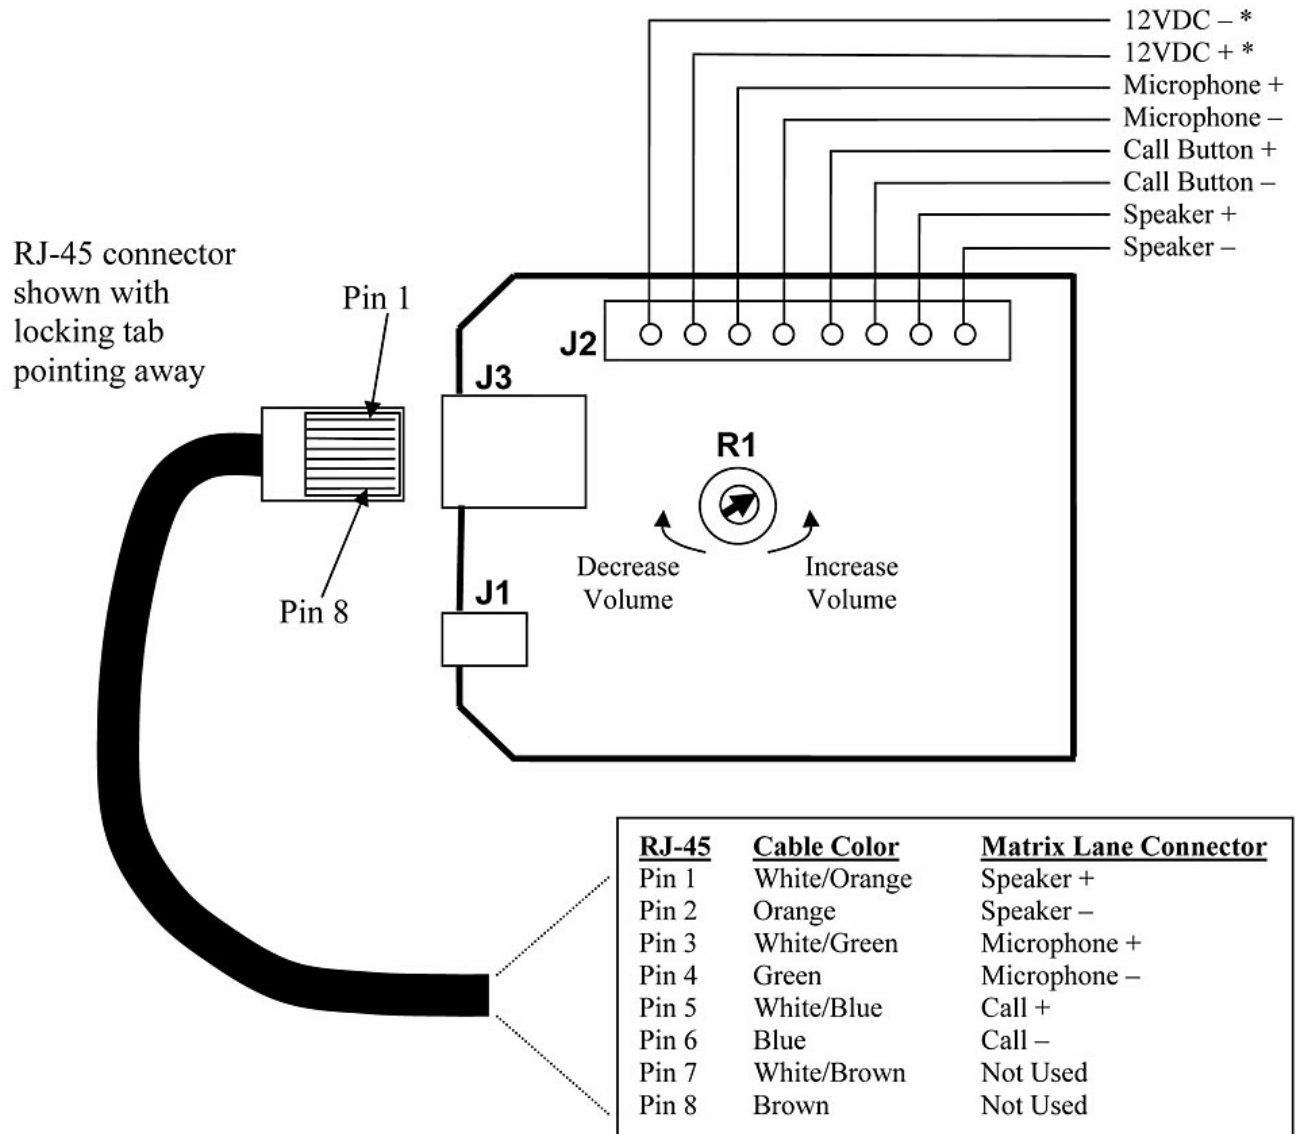 12VDC – *
12VDC + *
Microphone +
Microphone –
Call Button +
Call Button –
Speaker +
Speaker –
RJ-45 connector
shown with
locking tab
pointing away
Pin 1
Pin 8
J2
J3
R1
Decrease
Volume
Increase
Volume
J1
RJ-45 Cable Color Matrix Lane Connector
Pin 1 White/Orange Speaker +
Pin 2 Orange Speaker –
Pin 3 White/Green Microphone +
Pin 4 Green Microphone –
Pin 5 White/Blue Call +
Pin 6 Blue Call –
Pin 7 White/Brown Not Used
Pin 8 Brown Not Used